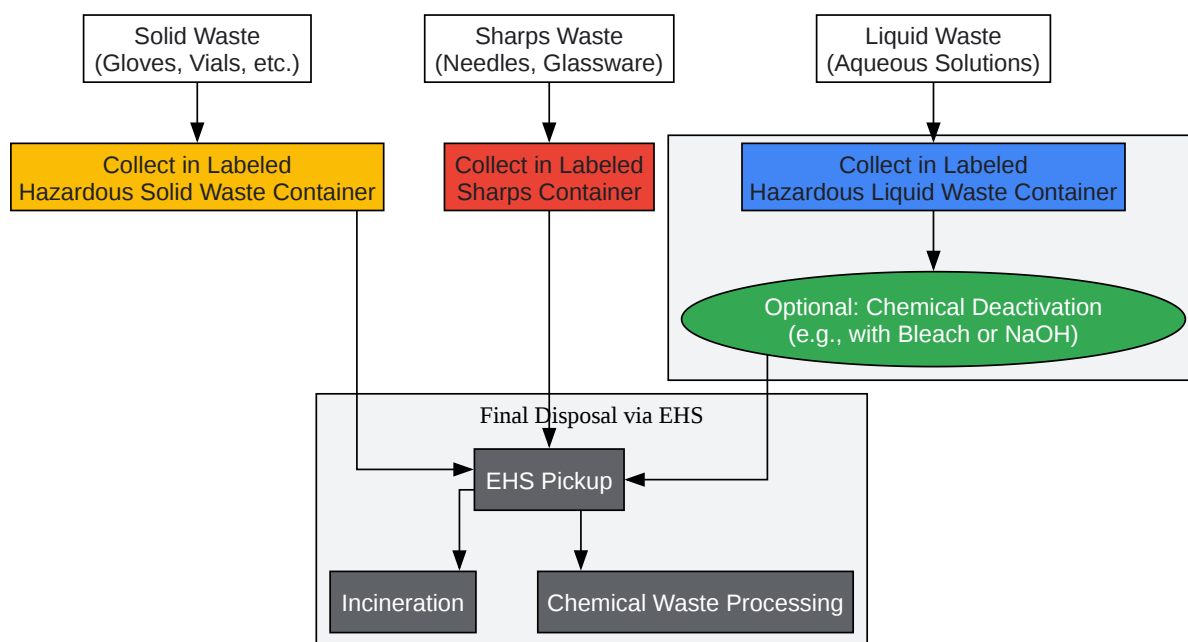 Solid Waste
(Gloves, Vials, etc.)
Sharps Waste
(Needles, Glassware)
Liquid Waste
(Aqueous Solutions)
Collect in Labeled
Hazardous Solid Waste Container
Collect in Labeled
Sharps Container
Collect in Labeled
Hazardous Liquid Waste Container
Optional: Chemical Deactivation
(e.g., with Bleach or NaOH)
Final Disposal via EHS
EHS Pickup
Incineration
Chemical Waste Processing